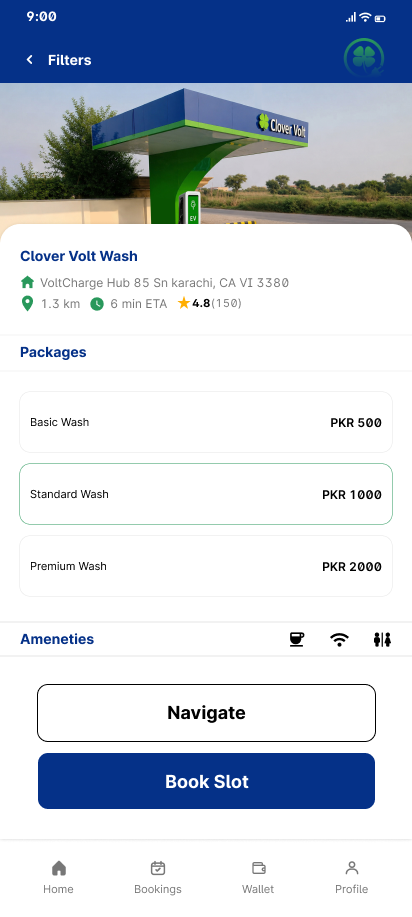 9:00
Filters
Clover Volt
EV
Clover Volt Wash
VoltCharge Hub 85 Sn karachi, CA VI 3380
1.3 km 6 min ETA 4.8(150)
Packages
Basic Wash PKR 500
Standard Wash PKR 1000
Premium Wash PKR 2000
Ameneties
Navigate
Book Slot
Home Bookings Wallet Profile